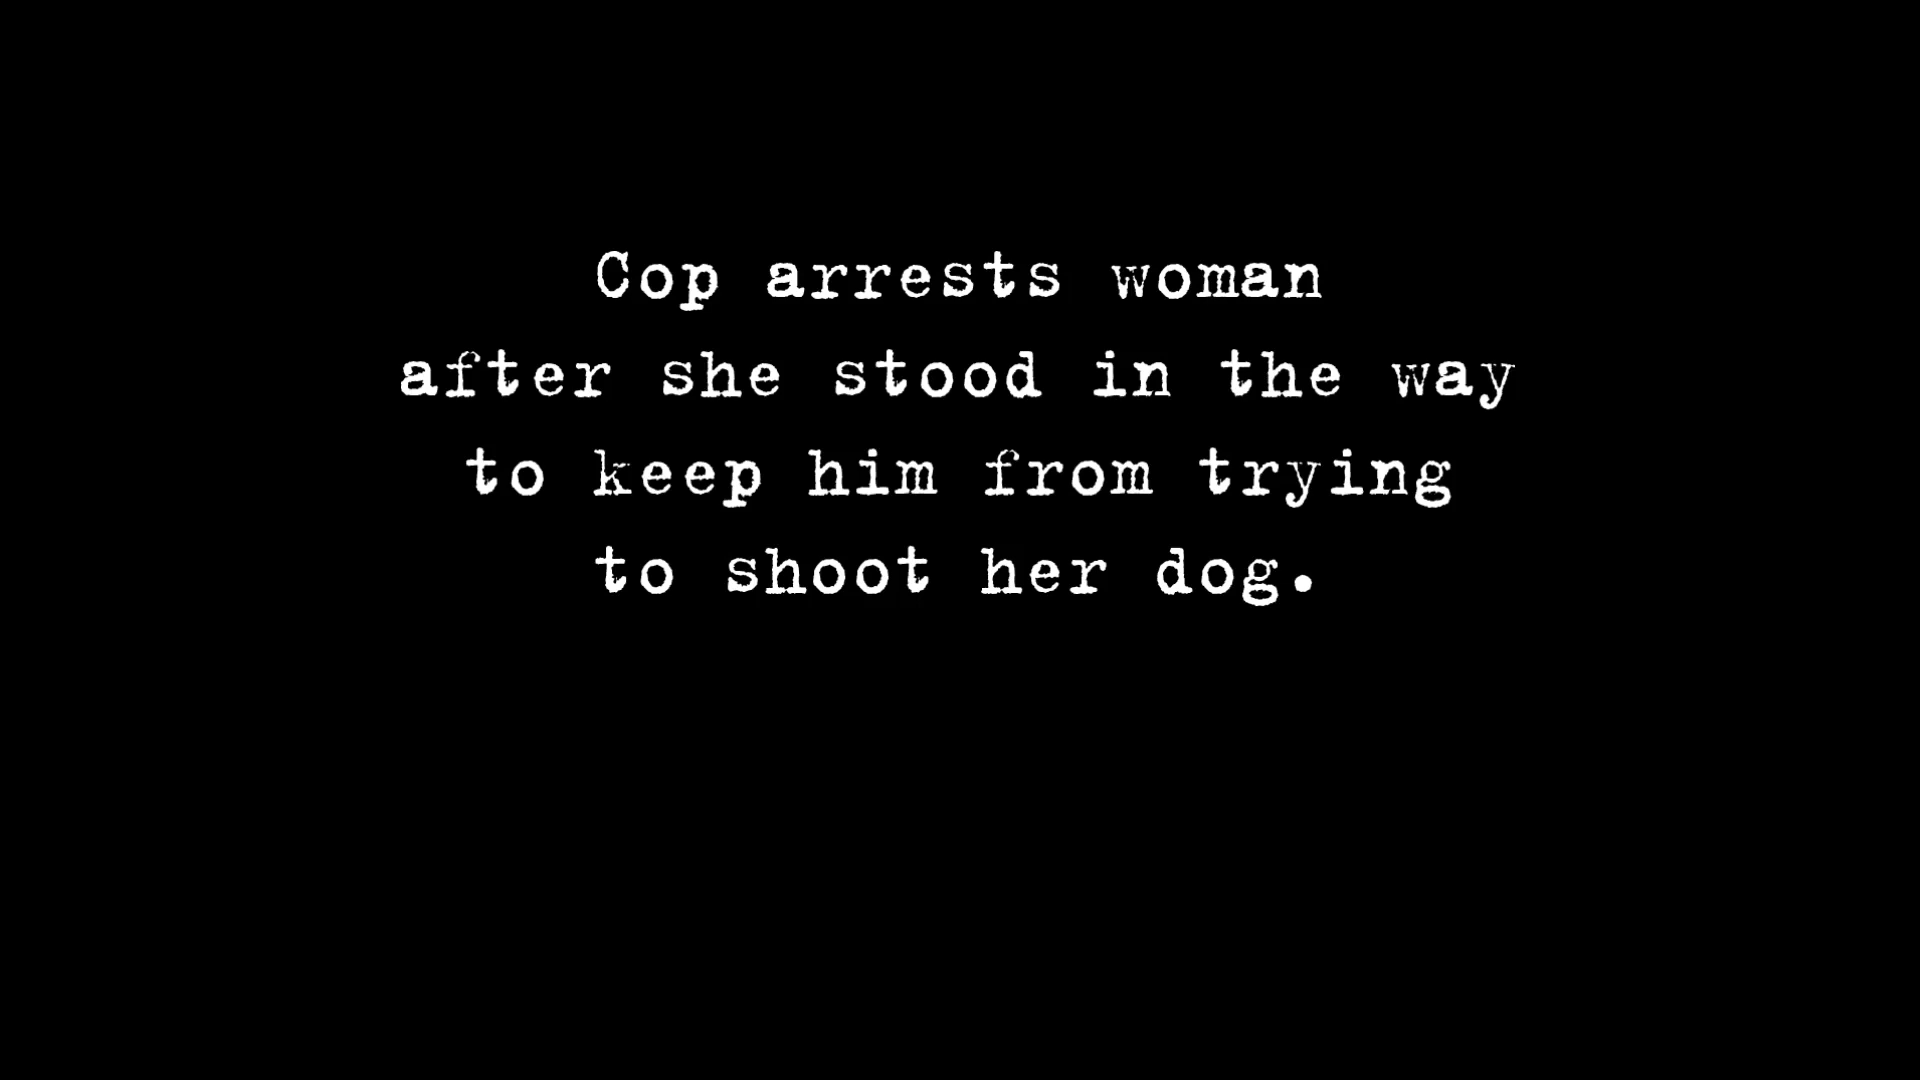 Cop arrests woman
after she stood in the way
to keep him from trying
to shoot her dog.